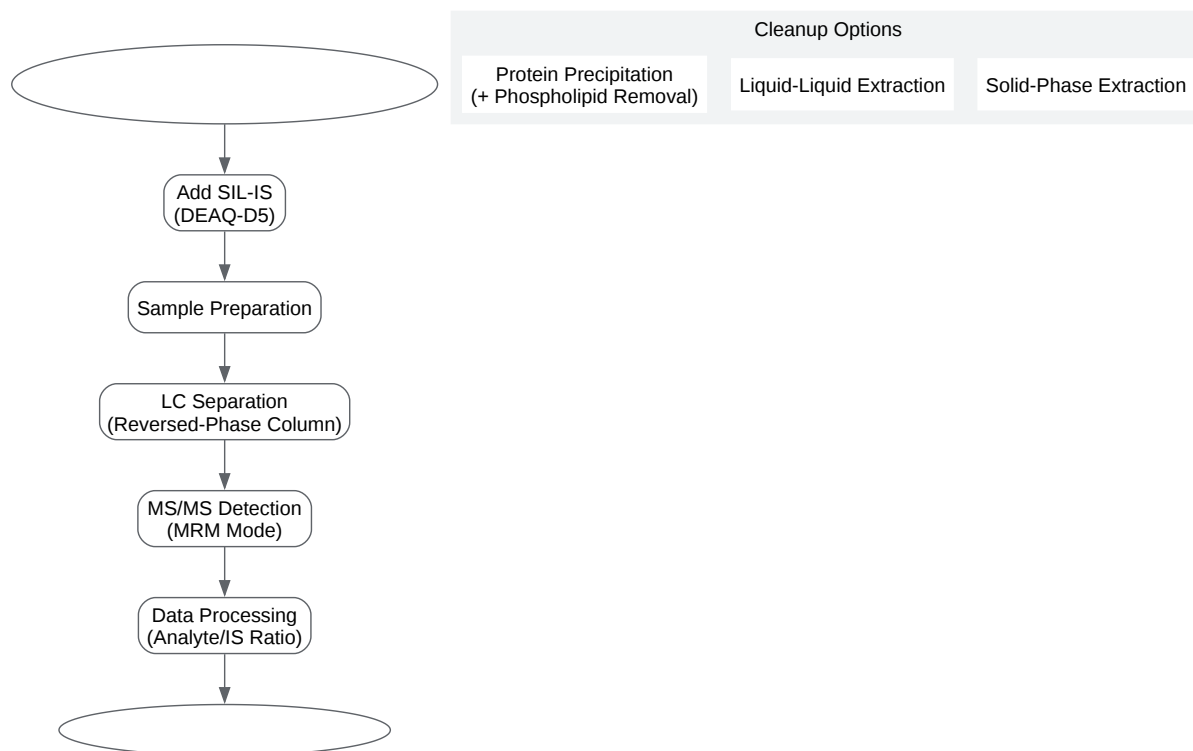 Cleanup Options
Protein Precipitation
(+ Phospholipid Removal)
Liquid-Liquid Extraction
Solid-Phase Extraction
Add SIL-IS
(DEAQ-D5)
Sample Preparation
LC Separation
(Reversed-Phase Column)
MS/MS Detection
(MRM Mode)
Data Processing
(Analyte/IS Ratio)